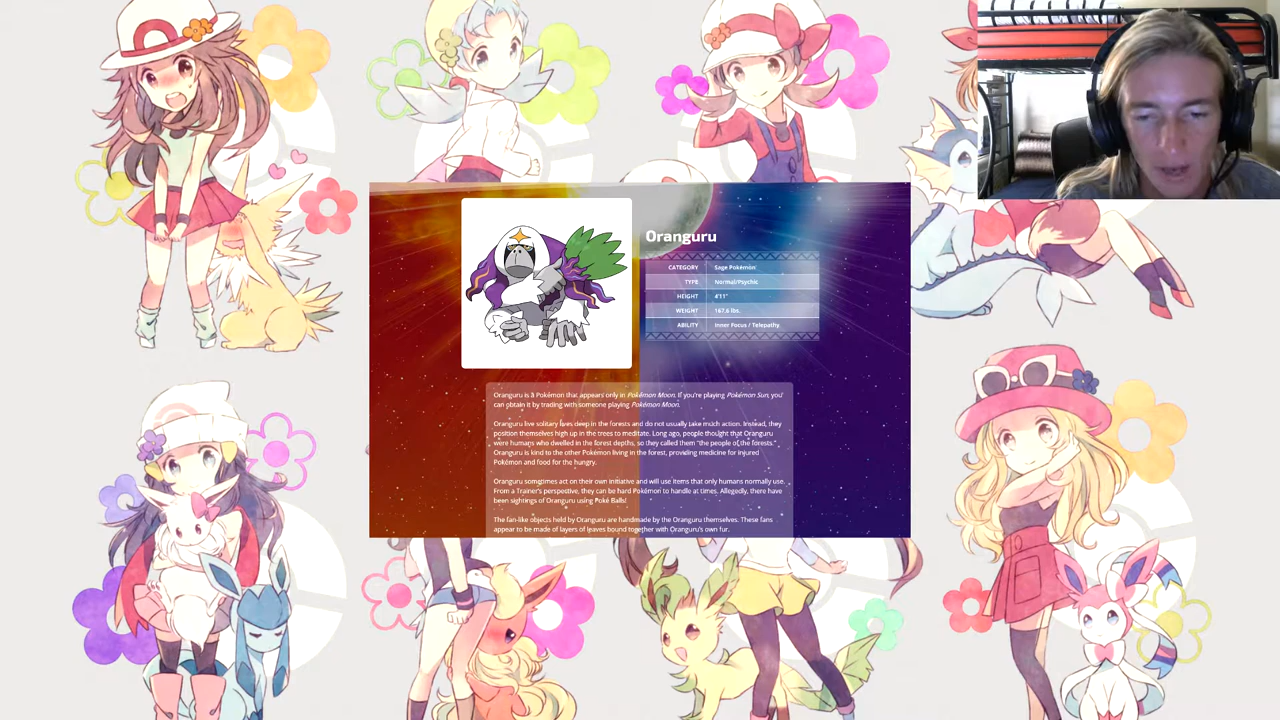 Oranguru
CATEGORY Sage Pokémon
TYPE Normal/Psychic
HEIGHT 4'11"
WEIGHT 167.6 lbs.
ABILITY Inner Focus / Telepathy
Oranguru is a Pokémon that appears only in Pokémon Moon. If you're playing Pokémon Sun, you
can obtain it by trading with someone playing Pokémon Moon.
Oranguru live solitary lives deep in the forests and do not usually take much action. Instead, they
position themselves high up in the trees to meditate. Long ago, people thought that Oranguru
were humans who dwelled in the forest depths, so they called them "the people of the forests."
Oranguru is kind to the other Pokémon living in the forest, providing medicine for injured
Pokémon and food for the hungry.
Oranguru sometimes act on their own initiative and will use items that only humans normally use.
From a Trainer's perspective, they can be hard Pokémon to handle at times. Allegedly, there have
been sightings of Oranguru using Poké Balls!
The fan-like objects held by Oranguru are handmade by the Oranguru themselves. These fans
appear to be made of layers of leaves bound together with Oranguru's own fur.